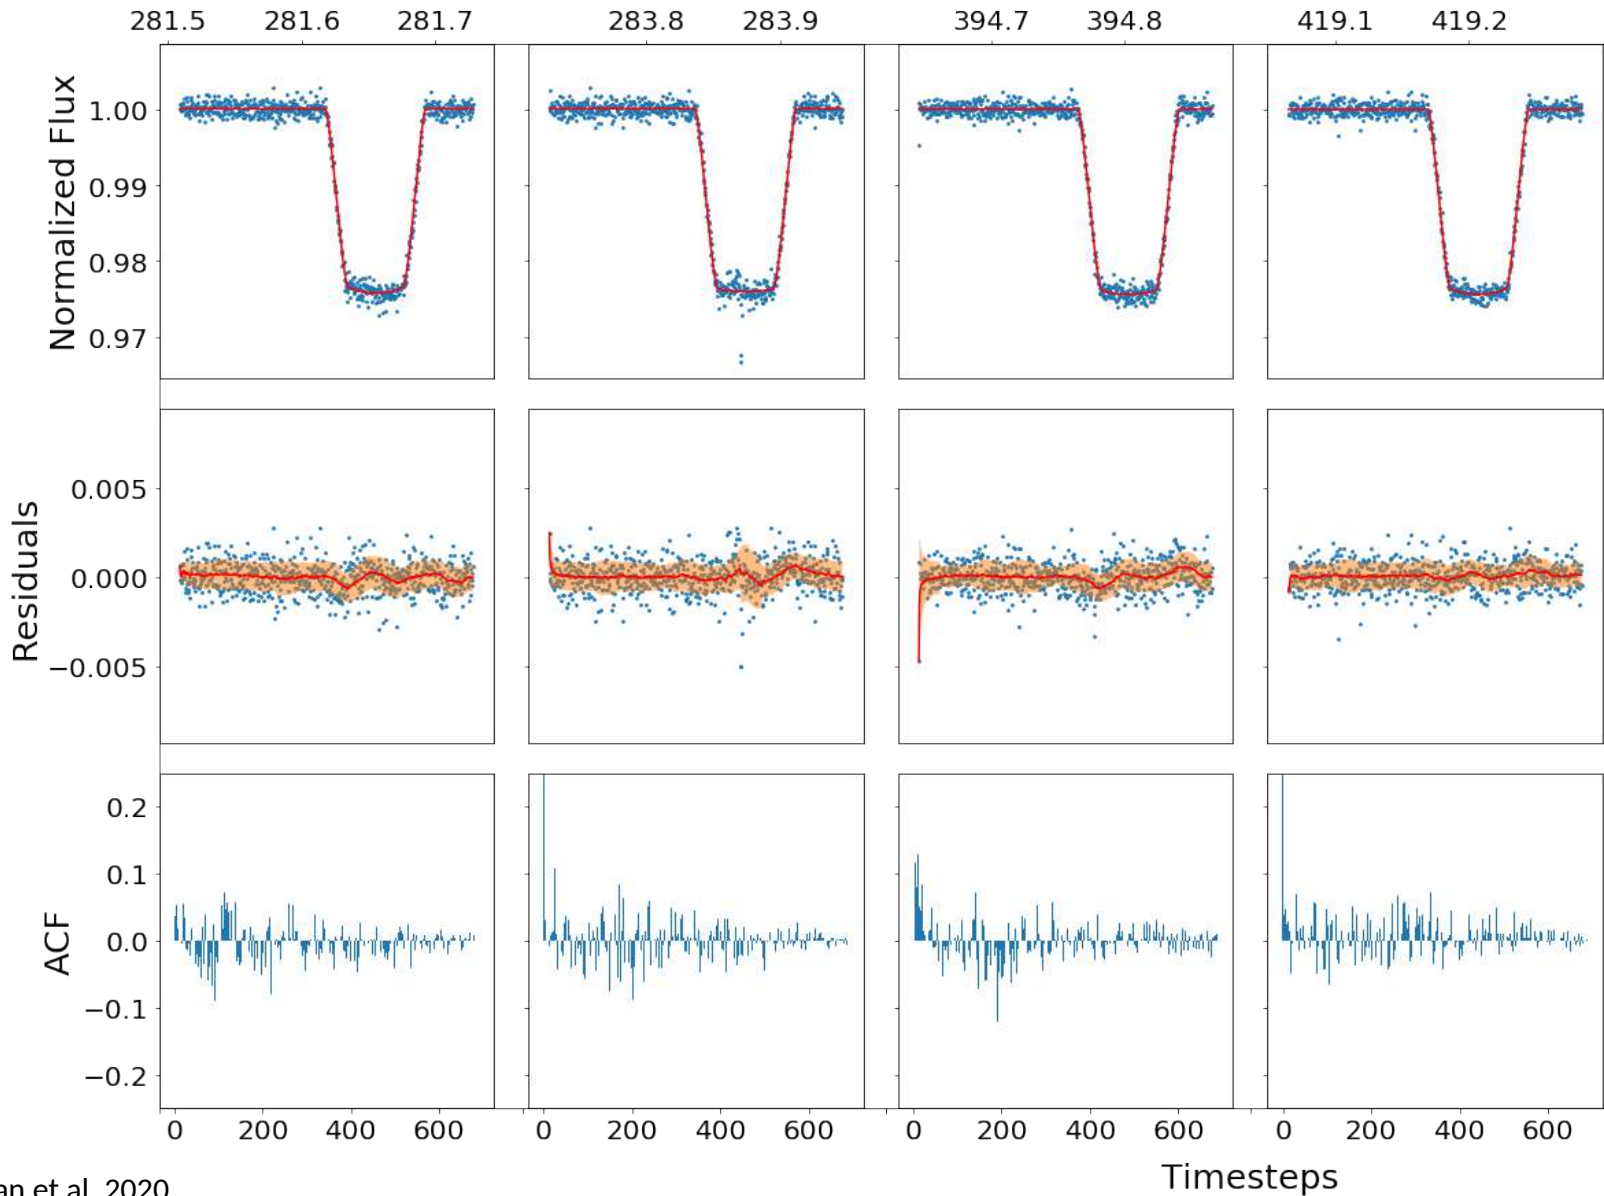 281.5 281.6 281.7 283.8 283.9 394.7 394.8 419.1 419.2
Normalized Flux
1.00
0.99
0.98
0.97
Residuals
0.005
0.000
−0.005
ACF
0.2
0.1
0.0
−0.1
−0.2
0 200 400 600 0 200 400 600 0 200 400 600 0 200 400 600
Timesteps
et al. 2020